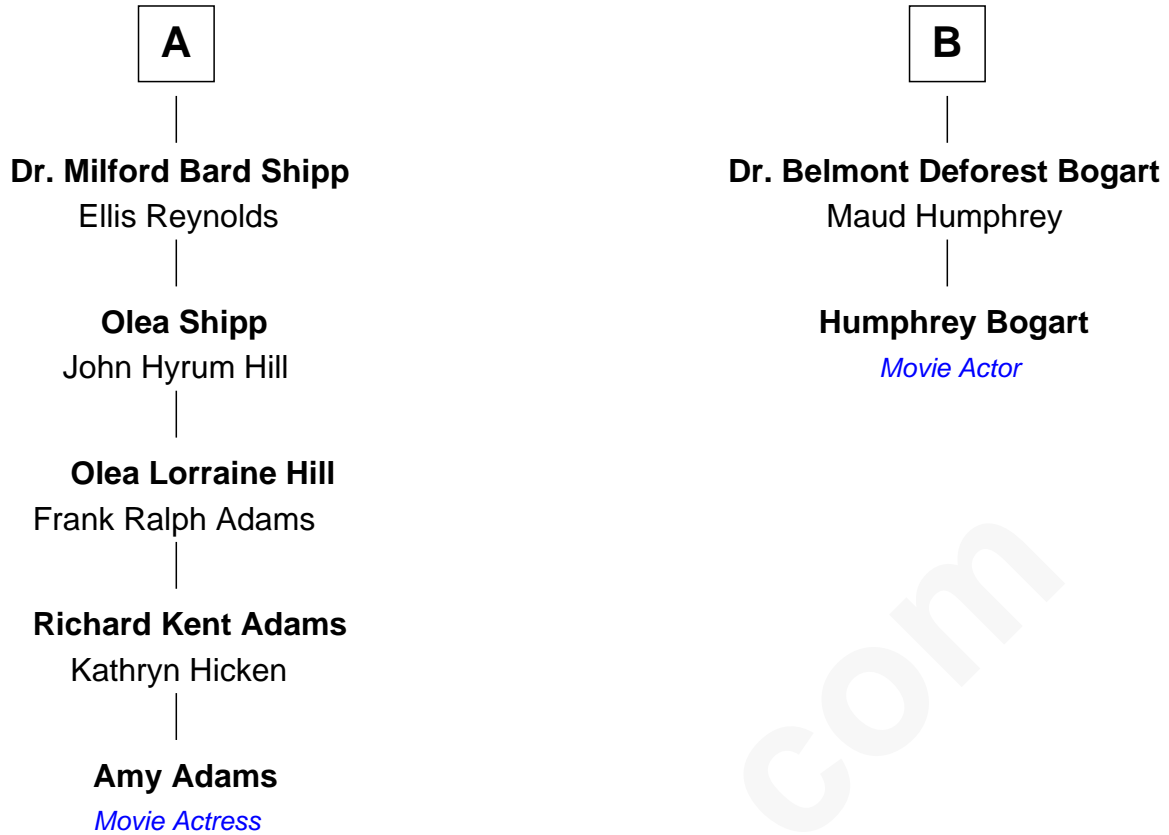 A
Dr. Milford Bard Shipp
Ellis Reynolds
Olea Shipp
John Hyrum Hill
Olea Lorraine Hill
Frank Ralph Adams
Richard Kent Adams
Kathryn Hicken
Amy Adams
Movie Actress
B
Dr. Belmont Deforest Bogart
Maud Humphrey
Humphrey Bogart
Movie Actor
com